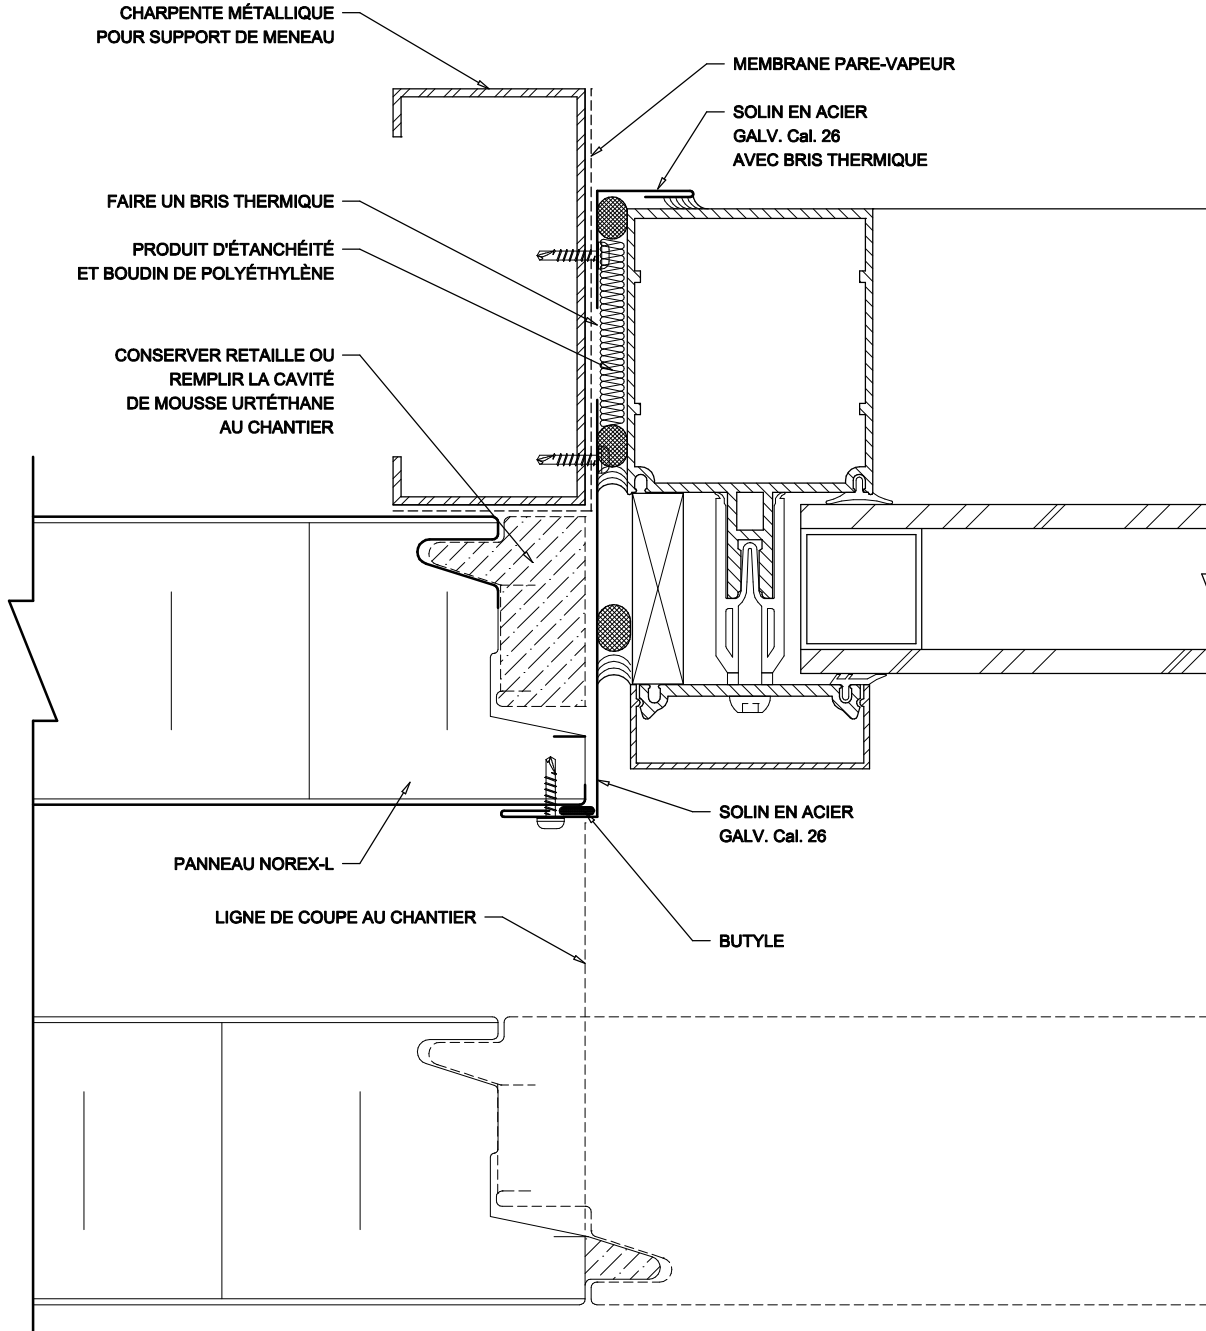 CHARPENTE MÉTALLIQUE
POUR SUPPORT DE MENEAU
MEMBRANE PARE-VAPEUR
SOLIN EN ACIER
GALV. Cal. 26
AVEC BRIS THERMIQUE
FAIRE UN BRIS THERMIQUE
PRODUIT D'ÉTANCHÉITÉ
ET BOUDIN DE POLYÉTHYLÈNE
CONSERVER RETAILLE OU
REMPLIR LA CAVITÉ
DE MOUSSE URTÉTHANE
AU CHANTIER
SOLIN EN ACIER
GALV. Cal. 26
PANNEAU NOREX-L
LIGNE DE COUPE AU CHANTIER
BUTYLE